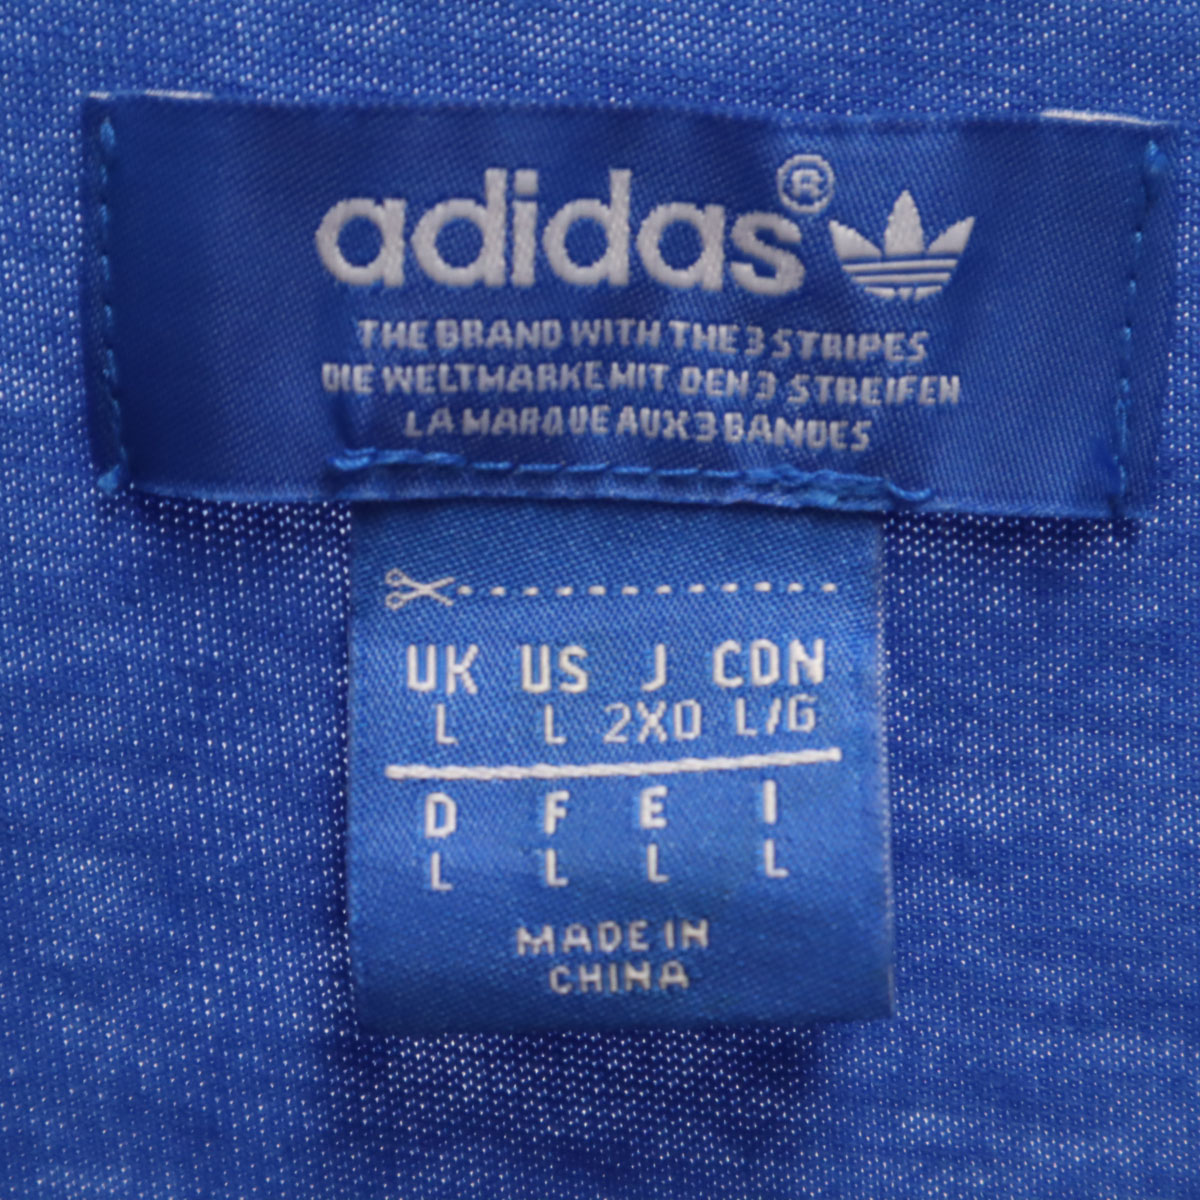 adidas®
THE BRAND WITH THE 3 STRIPES
DIE WELTMARKE MIT DEN 3 STREIFEN
LA MARQUE AUX 3 BANDES
UK US J CDN
L L 2XO L/G
D F E I
L L L L
MADE IN
CHINA